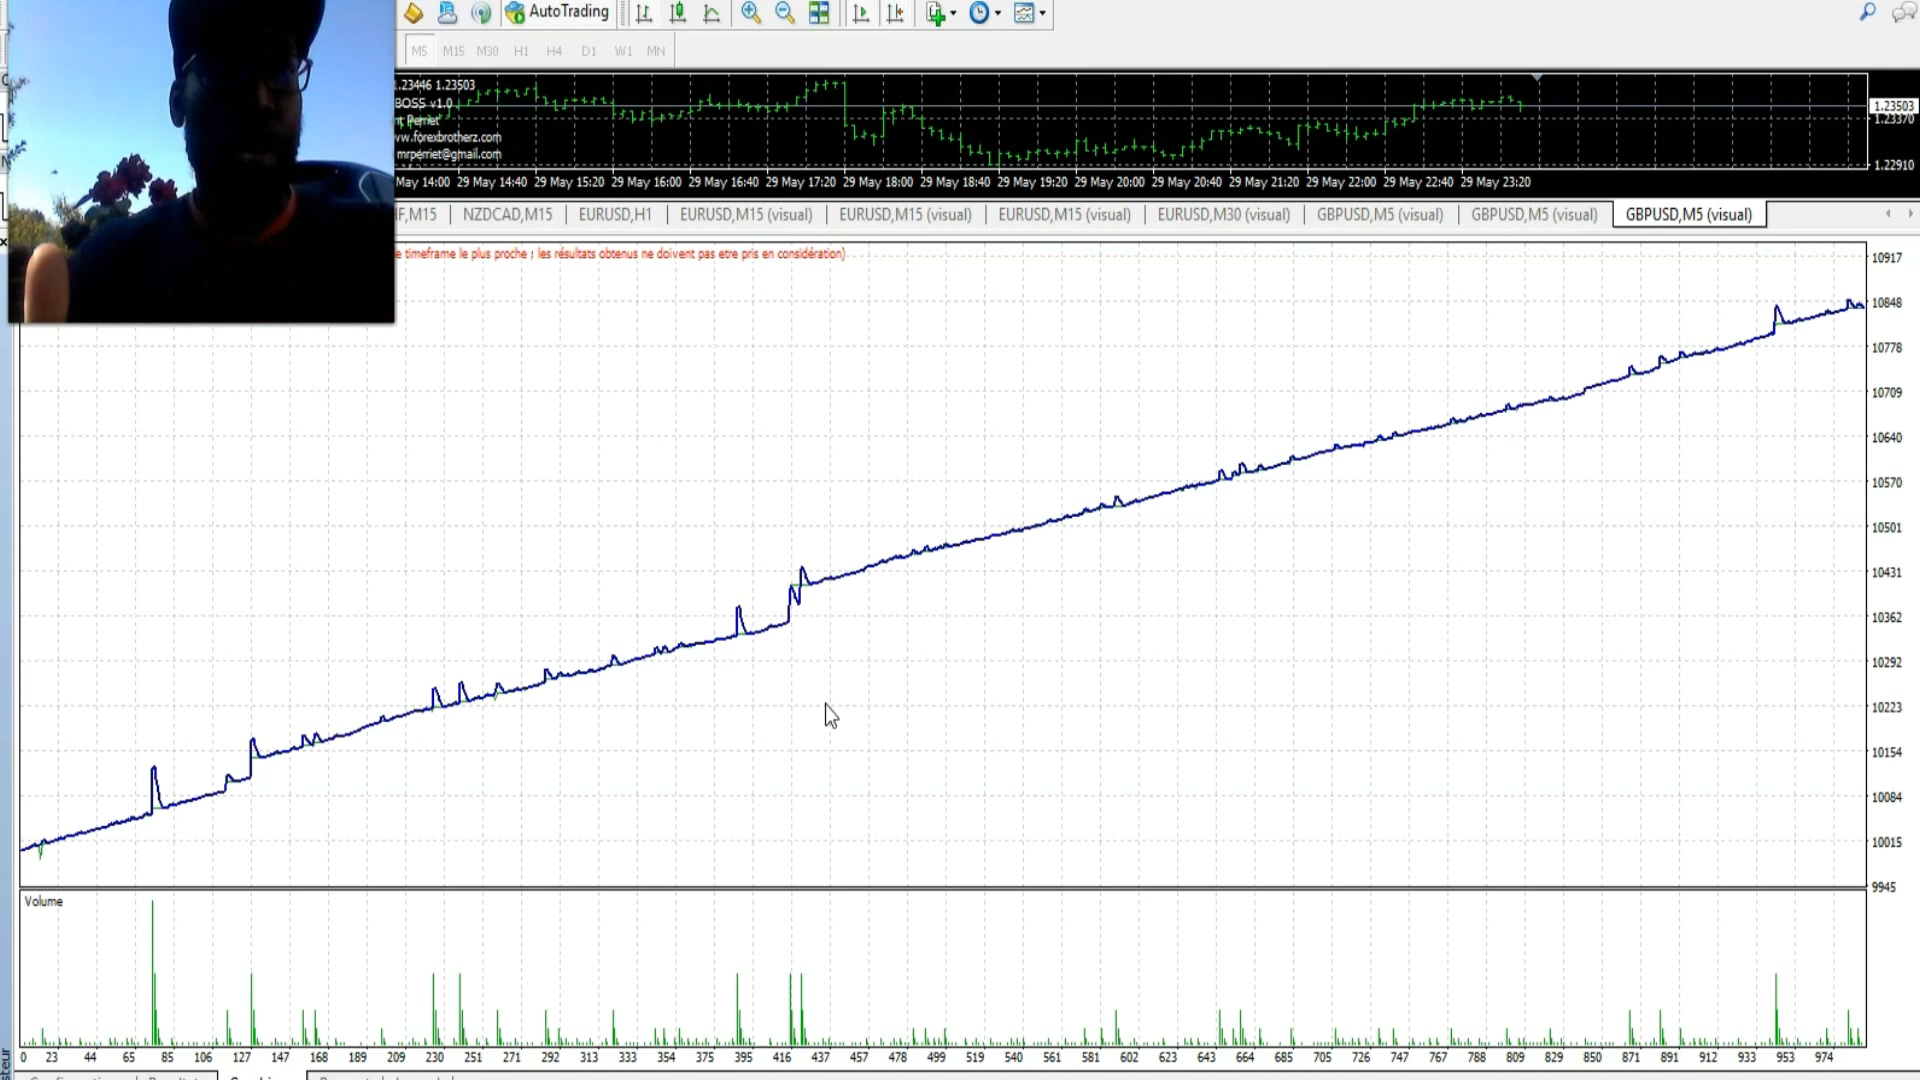 AutoTrading
M5 M15 M30 H1 H4 D1 W1 MN
1.23446 1.23503
BOSS v1.0
Perriet
.forexbrotherz.com
mrperriet@gmail.com
1.23503
1.23370
1.22910
May 14:00 29 May 14:40 29 May 15:20 29 May 16:00 29 May 16:40 29 May 17:20 29 May 18:00 29 May 18:40 29 May 19:20 29 May 20:00 29 May 20:40 29 May 21:20 29 May 22:00 29 May 22:40 29 May 23:20
F,M15 NZDCAD,M15 EURUSD,H1 EURUSD,M15 (visual) EURUSD,M15 (visual) EURUSD,M15 (visual) EURUSD,M30 (visual) GBPUSD,M5 (visual) GBPUSD,M5 (visual) GBPUSD,M5 (visual)
e timeframe le plus proche ; les résultats obtenus ne doivent pas etre pris en considération)
10917
10848
10778
10709
10640
10570
10501
10431
10362
10292
10223
10154
10084
10015
9945
Volume
0 23 44 65 85 106 127 147 168 189 209 230 251 271 292 313 333 354 375 395 416 437 457 478 499 519 540 561 581 602 623 643 664 685 705 726 747 767 788 809 829 850 871 891 912 933 953 974